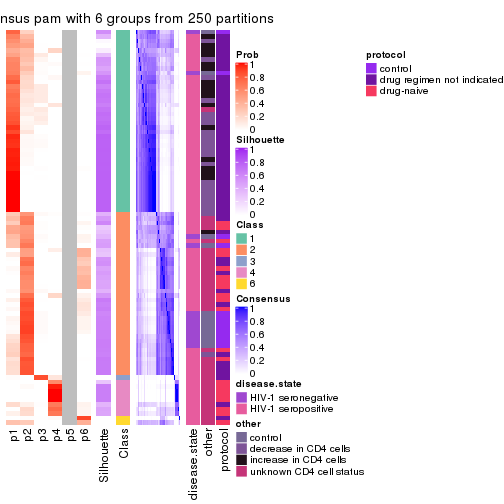 nsus pam with 6 groups from 250 partitions
Prob
1
0.8
0.6
0.4
0.2
0
Silhouette
1
0.8
0.6
0.4
0.2
0
Class
1
2
3
4
6
Consensus
1
0.8
0.6
0.4
0.2
0
disease.state
HIV-1 seronegative
HIV-1 seropositive
other
control
decrease in CD4 cells
increase in CD4 cells
unknown CD4 cell status
protocol
control
drug regimen not indicated
drug-naive
p1
p2
p3
p4
p5
p6
Silhouette
Class
disease.state
other
protocol